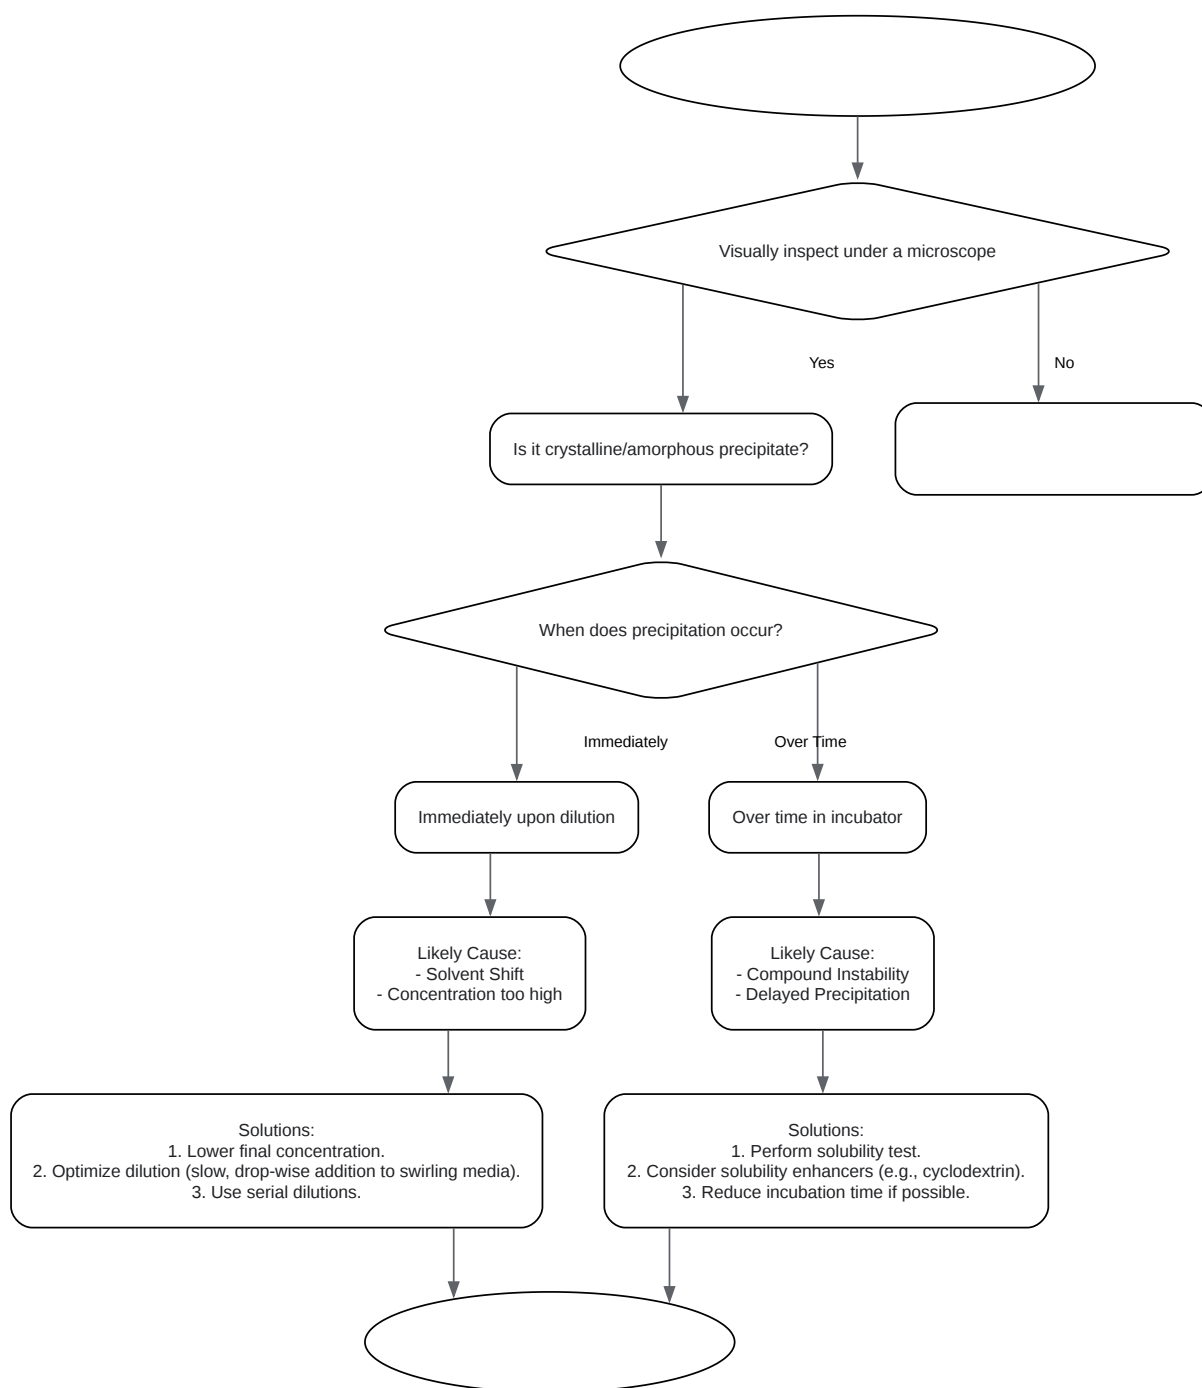 Visually inspect under a microscope
Yes
No
Is it crystalline/amorphous precipitate?
When does precipitation occur?
Immediately
Over Time
Immediately upon dilution
Over time in incubator
Likely Cause:
- Solvent Shift
- Concentration too high
Likely Cause:
- Compound Instability
- Delayed Precipitation
Solutions:
1. Lower final concentration.
2. Optimize dilution (slow, drop-wise addition to swirling media).
3. Use serial dilutions.
Solutions:
1. Perform solubility test.
2. Consider solubility enhancers (e.g., cyclodextrin).
3. Reduce incubation time if possible.